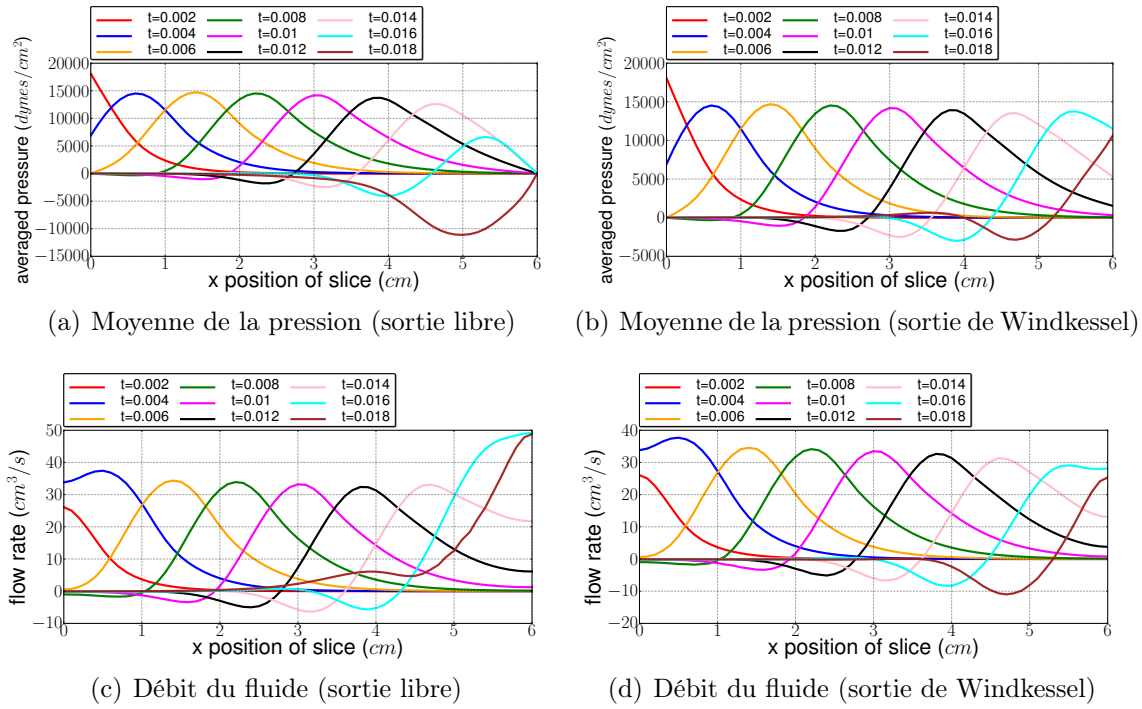 t=0.002 t=0.008 t=0.014
t=0.004 t=0.01 t=0.016
t=0.006 t=0.012 t=0.018
averaged pressure (dynes/cm²)
20000
15000
10000
5000
0
−5000
−10000
−15000
0 1 2 3 4 5 6
x position of slice (cm)
(a) Moyenne de la pression (sortie libre)
t=0.002 t=0.008 t=0.014
t=0.004 t=0.01 t=0.016
t=0.006 t=0.012 t=0.018
averaged pressure (dynes/cm²)
20000
15000
10000
5000
0
−5000
0 1 2 3 4 5 6
x position of slice (cm)
(b) Moyenne de la pression (sortie de Windkessel)
t=0.002 t=0.008 t=0.014
t=0.004 t=0.01 t=0.016
t=0.006 t=0.012 t=0.018
flow rate (cm³/s)
50
40
30
20
10
0
−10
0 1 2 3 4 5 6
x position of slice (cm)
(c) Débit du fluide (sortie libre)
t=0.002 t=0.008 t=0.014
t=0.004 t=0.01 t=0.016
t=0.006 t=0.012 t=0.018
flow rate (cm³/s)
40
30
20
10
0
−10
−20
0 1 2 3 4 5 6
x position of slice (cm)
(d) Débit du fluide (sortie de Windkessel)